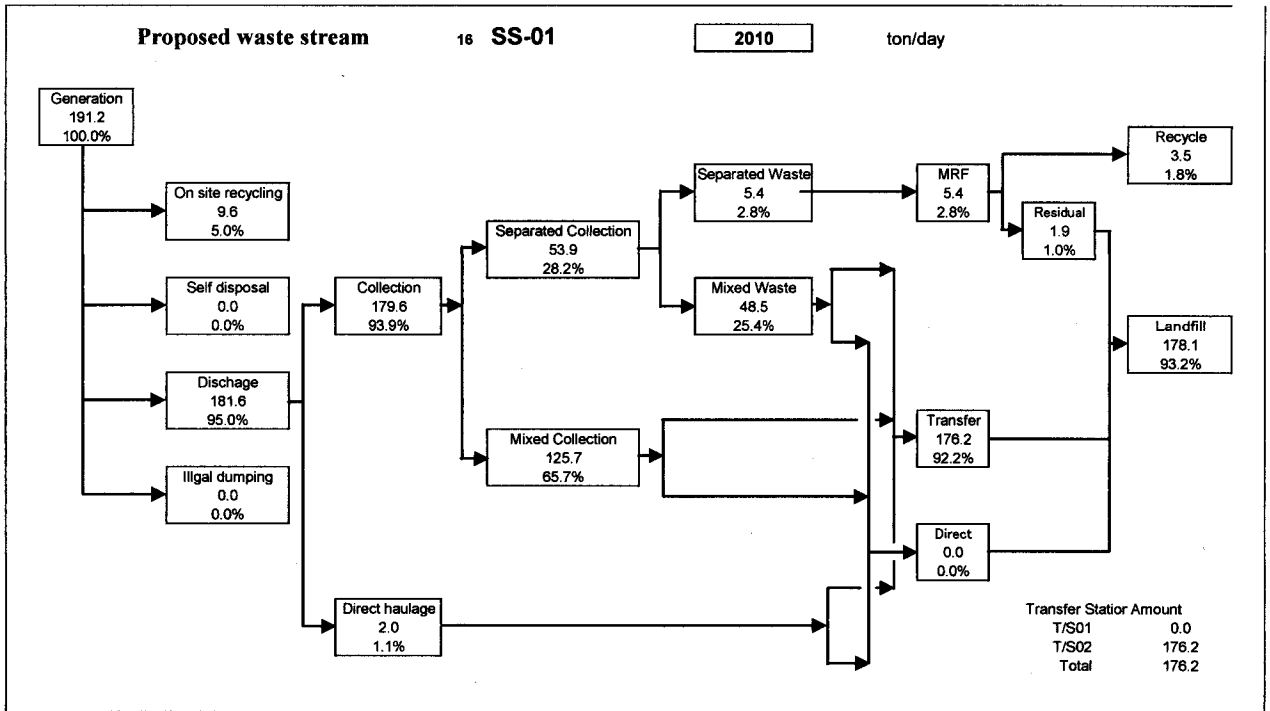 Proposed waste stream 16 SS-01 2010 ton/day
Generation
191.2
100.0%
On site recycling
9.6
5.0%
Self disposal
0.0
0.0%
Dischage
181.6
95.0%
Illgal dumping
0.0
0.0%
Collection
179.6
93.9%
Direct haulage
2.0
1.1%
Separated Collection
53.9
28.2%
Mixed Collection
125.7
65.7%
Separated Waste
5.4
2.8%
Mixed Waste
48.5
25.4%
MRF
5.4
2.8%
Transfer
176.2
92.2%
Direct
0.0
0.0%
Residual
1.9
1.0%
Recycle
3.5
1.8%
Landfill
178.1
93.2%
Transfer Statior Amount
T/S01 0.0
T/S02 176.2
Total 176.2